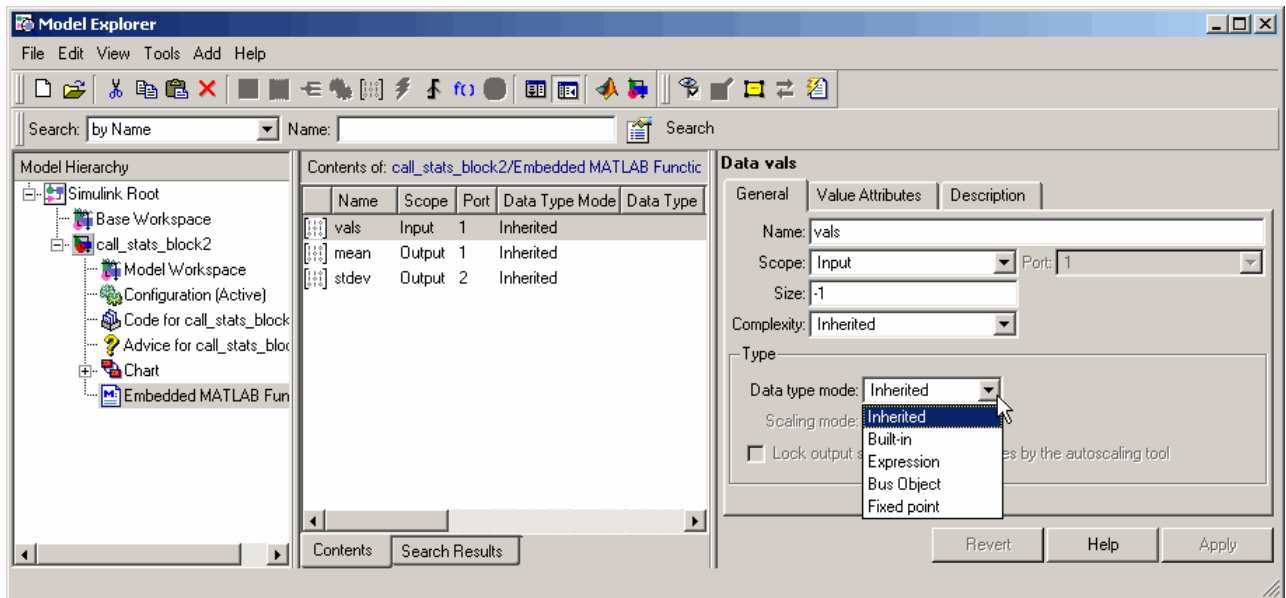 Model Explorer
File Edit View Tools Add Help
Search: by Name Name: Search
Model Hierarchy
Simulink Root
Base Workspace
call_stats_block2
Model Workspace
Configuration (Active)
Code for call_stats_block
Advice for call_stats_bloc
Chart
Embedded MATLAB Fun
Contents of: call_stats_block2/Embedded MATLAB Functic
Name Scope Port Data Type Mode Data Type
vals Input 1 Inherited
mean Output 1 Inherited
stdev Output 2 Inherited
Contents Search Results
Data vals
General Value Attributes Description
Name: vals
Scope: Input Port: 1
Size: -1
Complexity: Inherited
Type
Data type mode: Inherited
Scaling mode: Inherited
Built-in
Lock output s Expression es by the autoscaling tool
Bus Object
Fixed point
Revert Help Apply